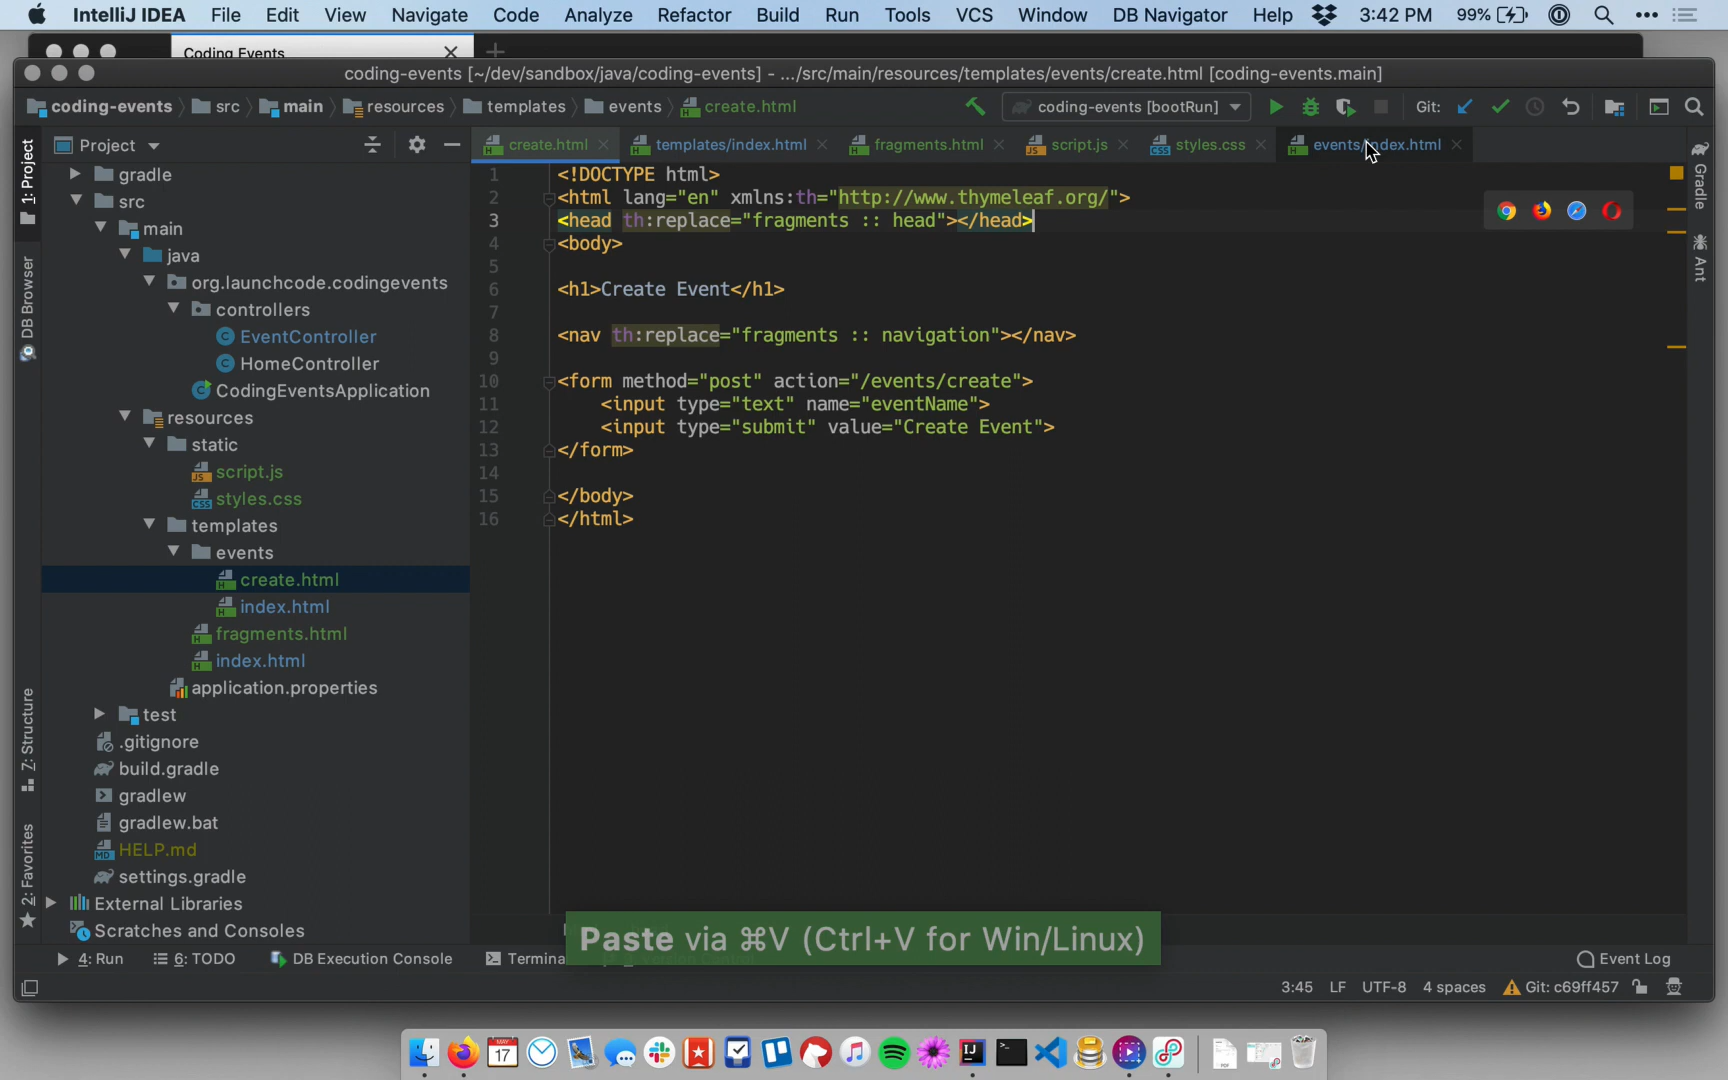 IntelliJ IDEA File Edit View Navigate Code Analyze Refactor Build Run Tools VCS Window DB Navigator Help 3:42 PM 99%
Coding Events
coding-events [~/dev/sandbox/java/coding-events] - .../src/main/resources/templates/events/create.html [coding-events.main]
coding-events src main resources templates events create.html coding-events [bootRun] Git:
Project create.html templates/index.html fragments.html script.js styles.css events/index.html
1: Project
DB Browser
Z: Structure
2: Favorites
gradle
src
main
java
org.launchcode.codingevents
controllers
EventController
HomeController
CodingEventsApplication
resources
static
script.js
styles.css
templates
events
create.html
index.html
fragments.html
index.html
application.properties
test
.gitignore
build.gradle
gradlew
gradlew.bat
HELP.md
settings.gradle
External Libraries
Scratches and Consoles
1 <!DOCTYPE html>
2 <html lang="en" xmlns:th="http://www.thymeleaf.org/">
3 <head th:replace="fragments :: head"></head>
4 <body>
5
6 <h1>Create Event</h1>
7
8 <nav th:replace="fragments :: navigation"></nav>
9
10 <form method="post" action="/events/create">
11 <input type="text" name="eventName">
12 <input type="submit" value="Create Event">
13 </form>
14
15 </body>
16 </html>
Gradle
Ant
Paste via ⌘V (Ctrl+V for Win/Linux)
4: Run 6: TODO DB Execution Console Termina Event Log
3:45 LF UTF-8 4 spaces Git: c69ff457
MAY
17
IJ
PDF